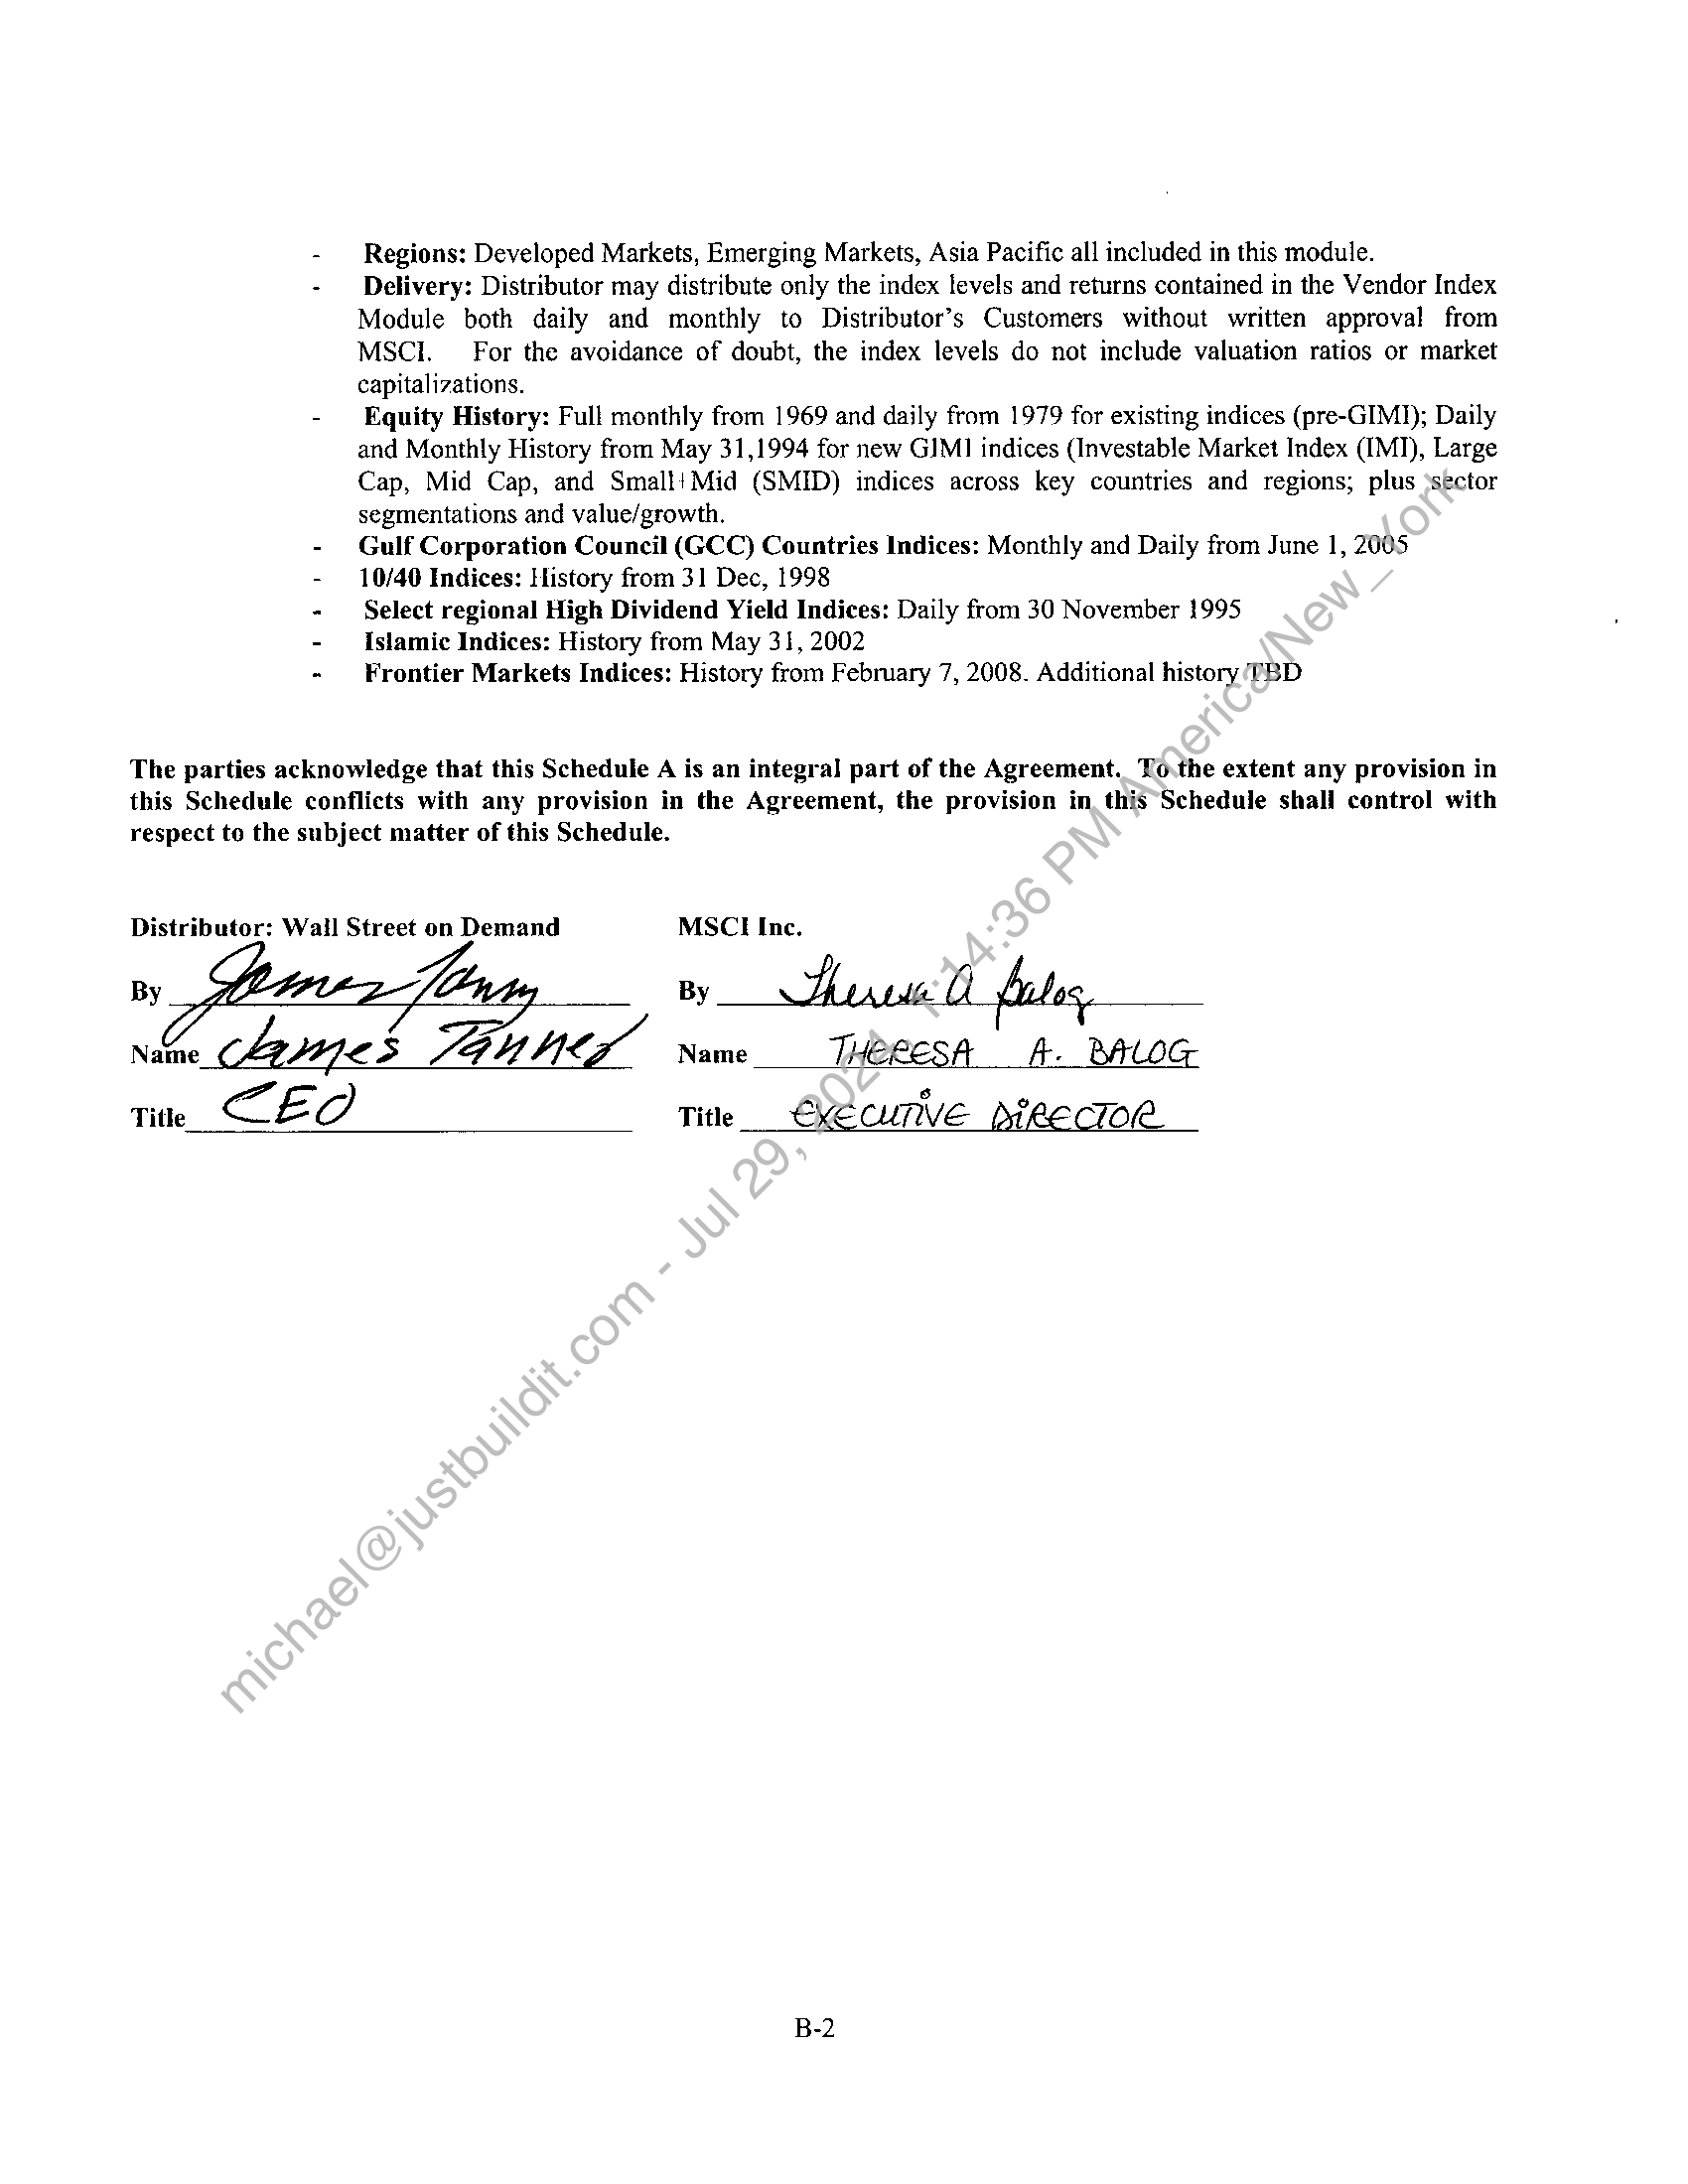 - Regions: Developed Markets, Emerging Markets, Asia Pacific all included in this module.
- Delivery: Distributor may distribute only the index levels and returns contained in the Vendor Index
Module both daily and monthly to Distributor's Customers without written approval from
MSCI. For the avoidance of doubt, the index levels do not include valuation ratios or market
capitalizations.
- Equity History: Full monthly from 1969 and daily from 1979 for existing indices (pre-GIMI); Daily
and Monthly History from May 31,1994 for new GIMI indices (Investable Market Index (IMI), Large
Cap, Mid Cap, and Small+Mid (SMID) indices across key countries and regions; plus sector
segmentations and value/growth.
- Gulf Corporation Council (GCC) Countries Indices: Monthly and Daily from June 1, 2005
- 10/40 Indices: History from 31 Dec, 1998
- Select regional High Dividend Yield Indices: Daily from 30 November 1995
- Islamic Indices: History from May 31, 2002
- Frontier Markets Indices: History from February 7, 2008. Additional history TBD
The parties acknowledge that this Schedule A is an integral part of the Agreement. To the extent any provision in
this Schedule conflicts with any provision in the Agreement, the provision in this Schedule shall control with
respect to the subject matter of this Schedule.
Distributor: Wall Street on Demand MSCI Inc.
By James Tanner By Theresa A Balog
Name James Tanner Name THERESA A. BALOG
Title CEO Title EXECUTIVE DIRECTOR
michael@justbuildit.com - Jul 29, 2024, 1:14:36 PM America/New_York
B-2